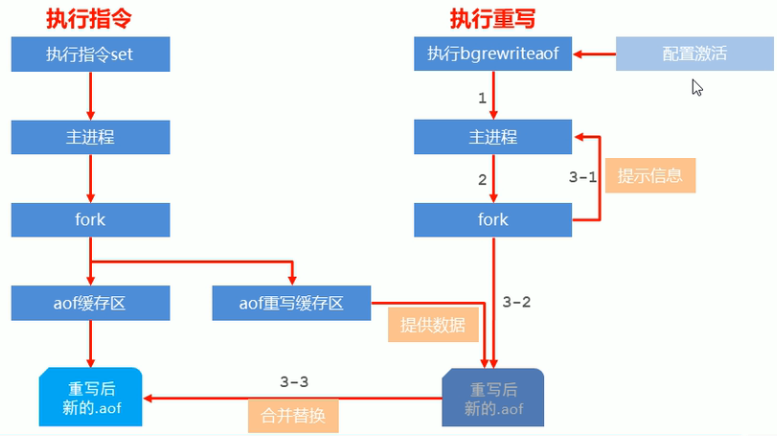 执行指令
执行重写
执行指令set
执行bgrewriteaof
配置激活
1
主进程
主进程
2
3-1
提示信息
fork
fork
aof缓存区
aof重写缓存区
3-2
提供数据
重写后
新的.aof
3-3
合并替换
重写后
新的.aof